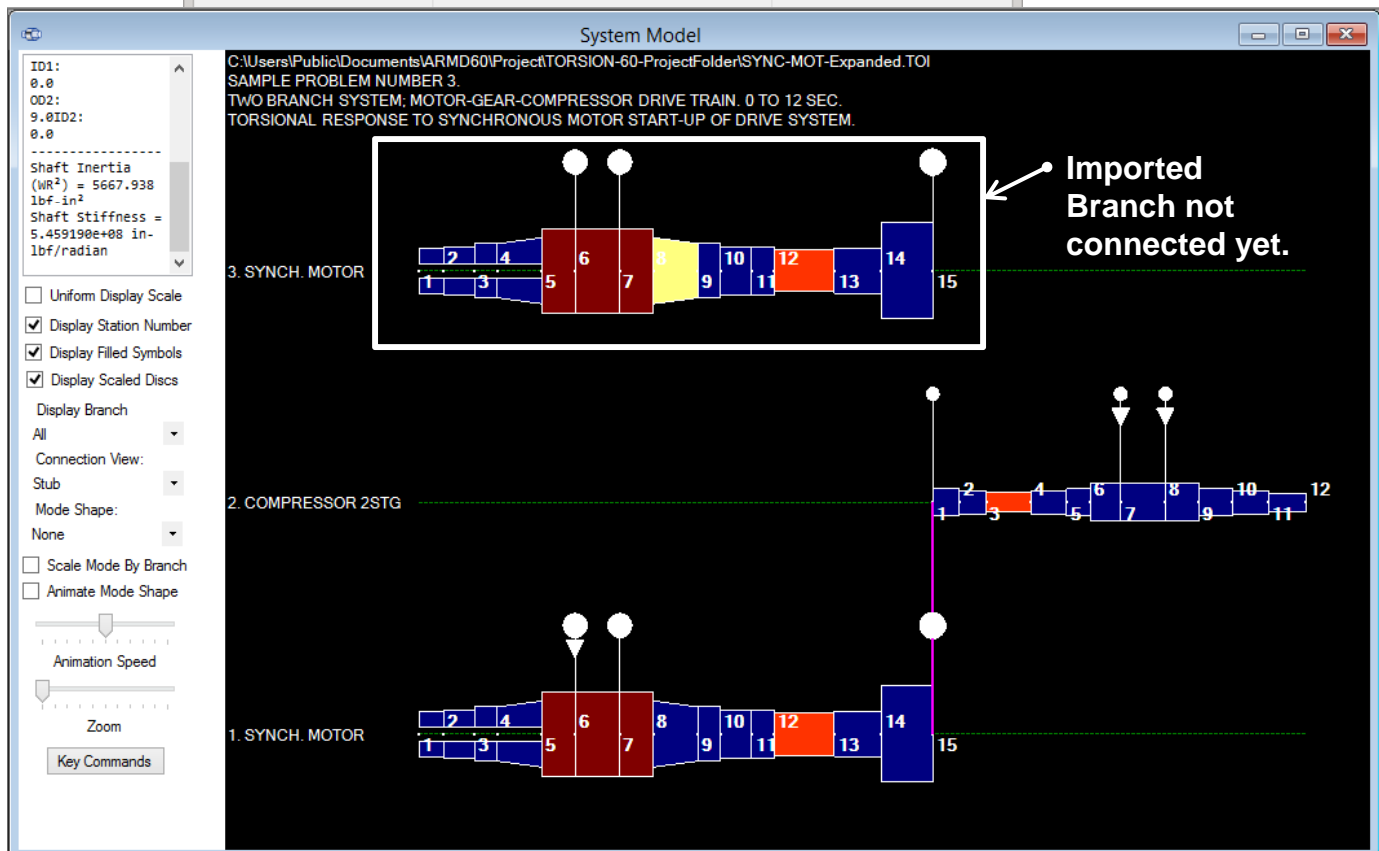 System Model
ID1:
0.0
OD2:
9.0ID2:
0.0
-----------------
Shaft Inertia
(WR²) = 5667.938
lbf-in²
Shaft Stiffness =
5.459190e+08 in-
lbf/radian
Uniform Display Scale
Display Station Number
Display Filled Symbols
Display Scaled Discs
Display Branch
All
Connection View:
Stub
Mode Shape:
None
Scale Mode By Branch
Animate Mode Shape
Animation Speed
Zoom
Key Commands
C:\Users\Public\Documents\ARMD60\Project\TORSION-60-ProjectFolder\SYNC-MOT-Expanded.TOI
SAMPLE PROBLEM NUMBER 3.
TWO BRANCH SYSTEM; MOTOR-GEAR-COMPRESSOR DRIVE TRAIN. 0 TO 12 SEC.
TORSIONAL RESPONSE TO SYNCHRONOUS MOTOR START-UP OF DRIVE SYSTEM.
• Imported
Branch not
connected yet.
3. SYNCH. MOTOR
1 2 3 4 5 6 7 8 9 10 11 12 13 14 15
2. COMPRESSOR 2STG
1 2 3 4 5 6 7 8 9 10 11 12
1. SYNCH. MOTOR
1 2 3 4 5 6 7 8 9 10 11 12 13 14 15